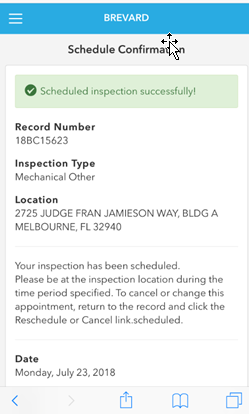 BREVARD
Schedule Confirmation
Scheduled inspection successfully!
Record Number
18BC15623
Inspection Type
Mechanical Other
Location
2725 JUDGE FRAN JAMIESON WAY, BLDG A
MELBOURNE, FL 32940
Your inspection has been scheduled.
Please be at the inspection location during the
time period specified. To cancel or change this
appointment, return to the record and click the
Reschedule or Cancel link.scheduled.
Date
Monday, July 23, 2018